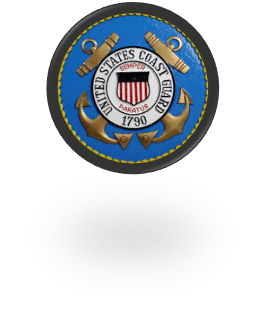 UNITED STATES COAST GUARD
SEMPER
PARATUS
1790